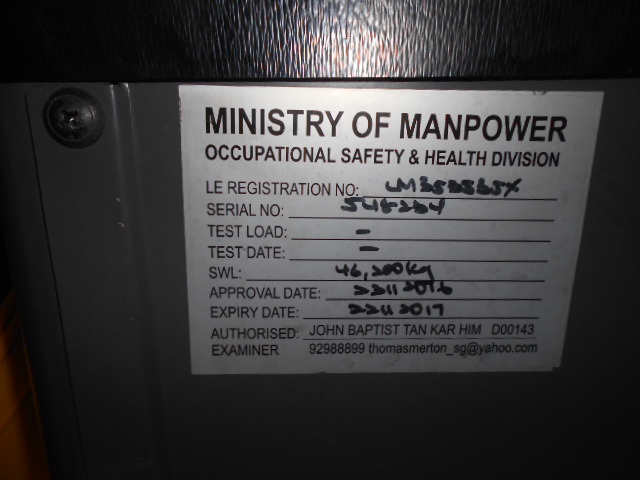 MINISTRY OF MANPOWER
OCCUPATIONAL SAFETY & HEALTH DIVISION
LE REGISTRATION NO:
SERIAL NO: 548224
TEST LOAD: -
TEST DATE: -
SWL: 46,200kg
APPROVAL DATE: 22112016
EXPIRY DATE: 22112017
AUTHORISED: JOHN BAPTIST TAN KAR HIM D00143
EXAMINER 92988899 thomasmerton_sg@yahoo.com